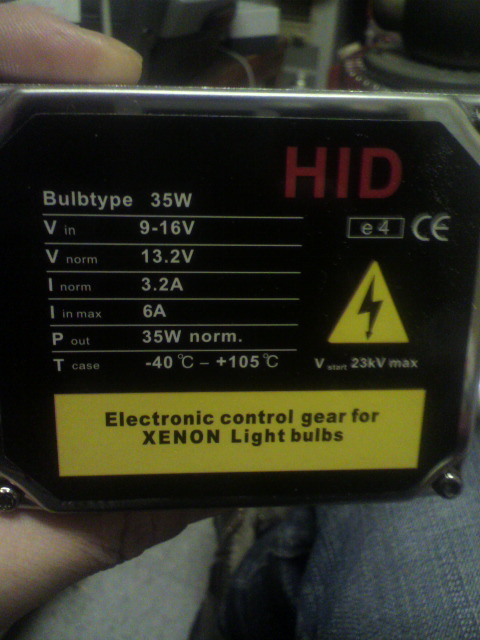 HID
Bulbtype 35W
V in 9-16V
e4 CE
V norm 13.2V
I norm 3.2A
I in max 6A
P out 35W norm.
T case -40℃ – +105℃
V start 23kV max
Electronic control gear for
XENON Light bulbs